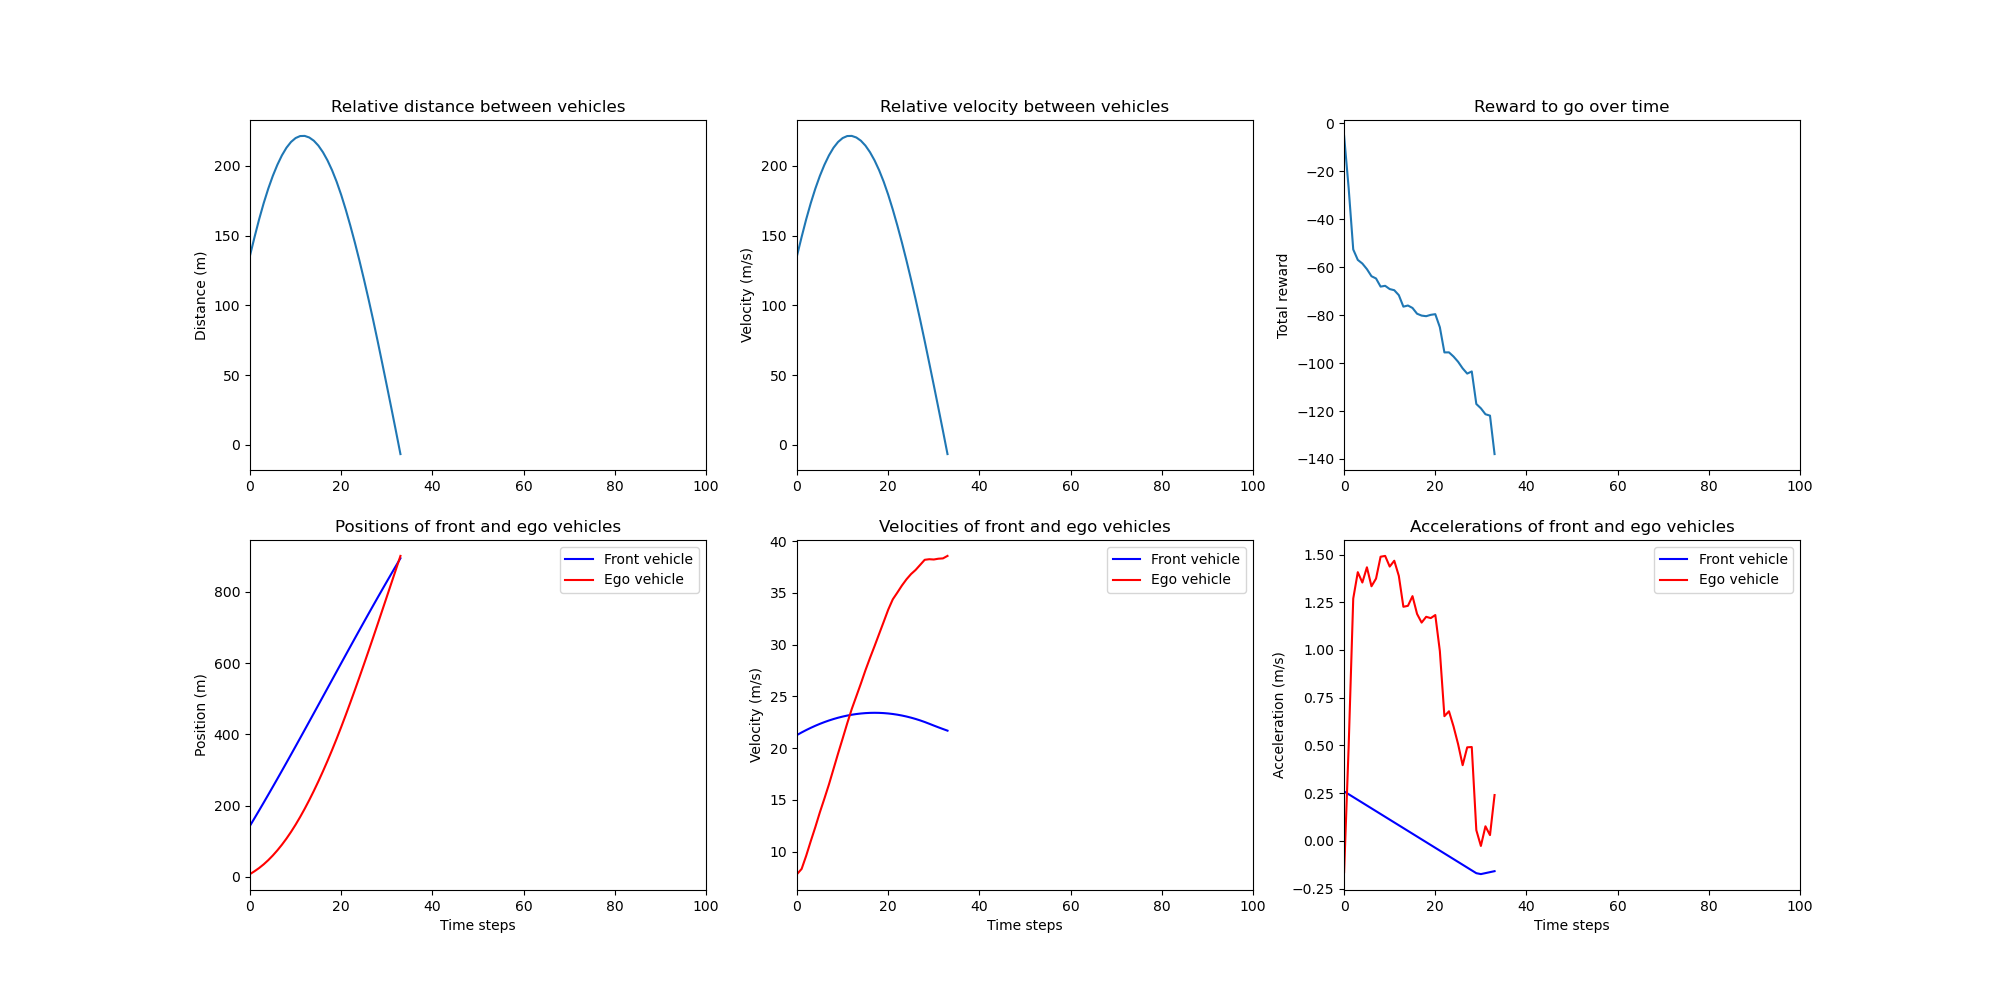 Relative distance between vehicles
Distance (m)
200
150
100
50
0
0 20 40 60 80 100
Relative velocity between vehicles
Velocity (m/s)
200
150
100
50
0
0 20 40 60 80 100
Reward to go over time
Total reward
0
−20
−40
−60
−80
−100
−120
−140
0 20 40 60 80 100
Positions of front and ego vehicles
Position (m)
800
600
400
200
0
Front vehicle
Ego vehicle
0 20 40 60 80 100
Time steps
Velocities of front and ego vehicles
Velocity (m/s)
40
35
30
25
20
15
10
Front vehicle
Ego vehicle
0 20 40 60 80 100
Time steps
Accelerations of front and ego vehicles
Acceleration (m/s)
1.50
1.25
1.00
0.75
0.50
0.25
0.00
−0.25
Front vehicle
Ego vehicle
0 20 40 60 80 100
Time steps